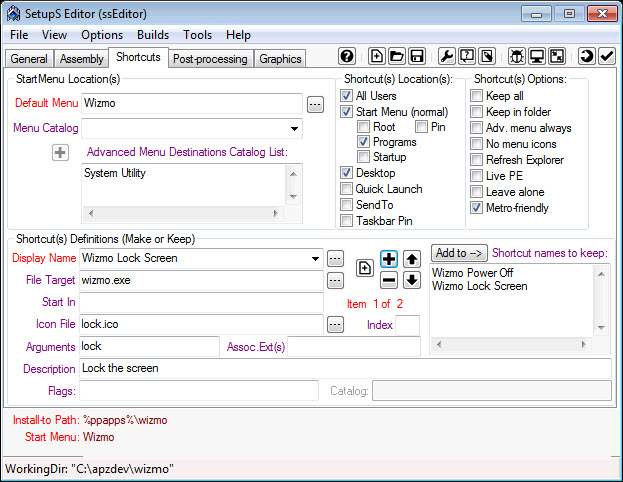 SetupS Editor (ssEditor)
File View Options Builds Tools Help
General Assembly Shortcuts Post-processing Graphics
StartMenu Location(s)
Default Menu Wizmo
Menu Catalog
Advanced Menu Destinations Catalog List:
System Utility
Shortcut(s) Location(s):
All Users
Start Menu (normal)
Root Pin
Programs
Startup
Desktop
Quick Launch
SendTo
Taskbar Pin
Shortcut(s) Options:
Keep all
Keep in folder
Adv. menu always
No menu icons
Refresh Explorer
Live PE
Leave alone
Metro-friendly
Shortcut(s) Definitions (Make or Keep)
Display Name Wizmo Lock Screen
File Target wizmo.exe
Start In
Item 1 of 2
Icon File lock.ico
Index
Arguments lock Assoc.Ext(s)
Description Lock the screen
Flags: Catalog:
Add to --> Shortcut names to keep:
Wizmo Power Off
Wizmo Lock Screen
Install-to Path: %ppapps%\wizmo
Start Menu: Wizmo
WorkingDir: "C:\apzdev\wizmo"